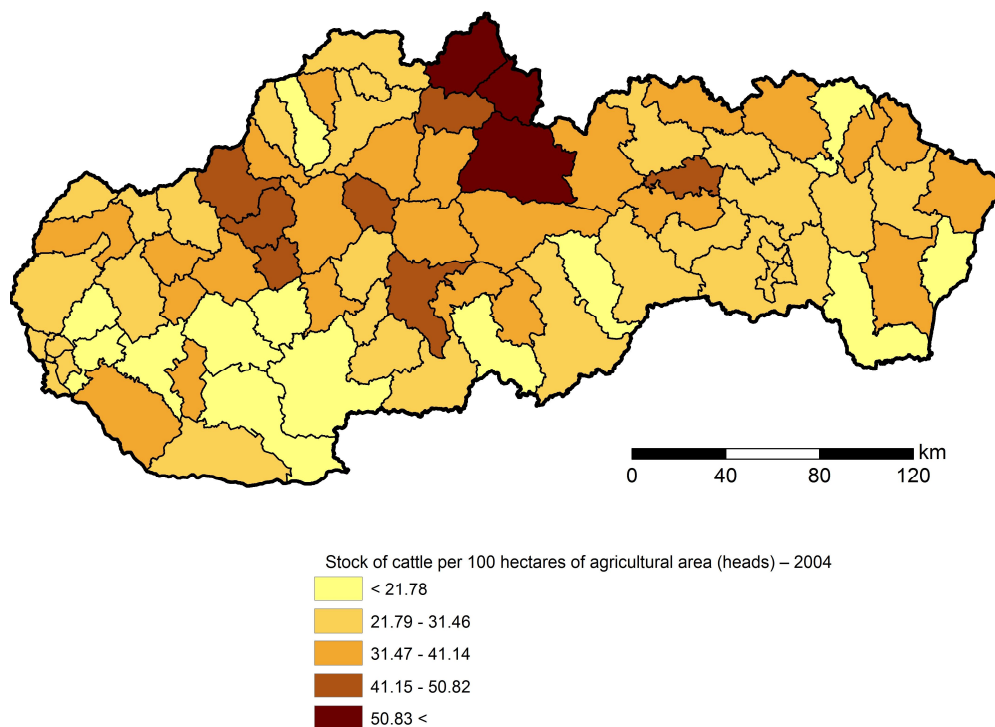 km
0 40 80 120
Stock of cattle per 100 hectares of agricultural area (heads) – 2004
< 21.78
21.79 - 31.46
31.47 - 41.14
41.15 - 50.82
50.83 <